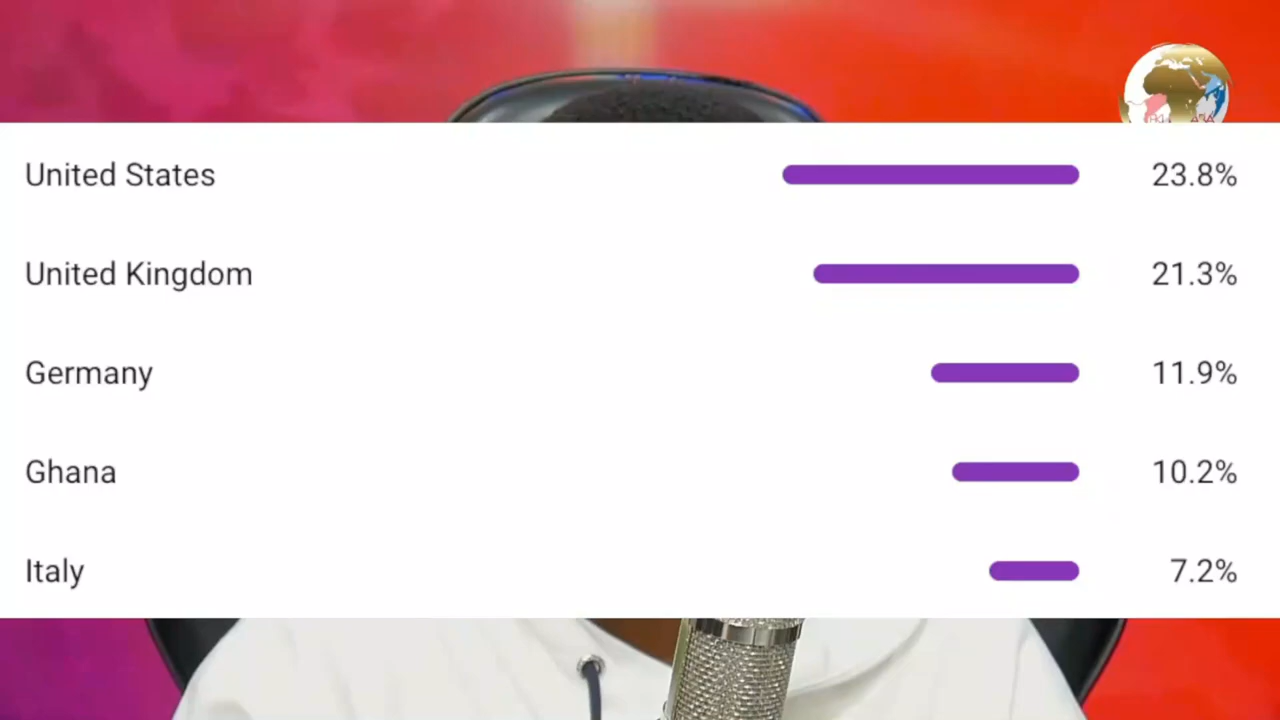 United States 23.8%
United Kingdom 21.3%
Germany 11.9%
Ghana 10.2%
Italy 7.2%